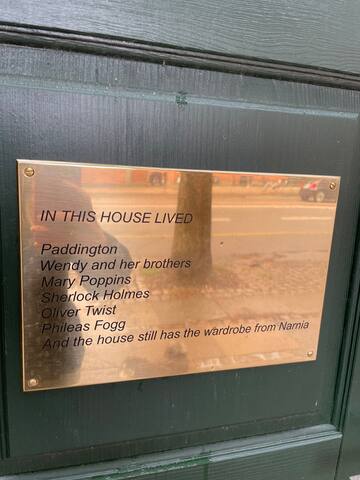 IN THIS HOUSE LIVED
Paddington
Wendy and her brothers
Mary Poppins
Sherlock Holmes
Oliver Twist
Phileas Fogg
And the house still has the wardrobe from Narnia